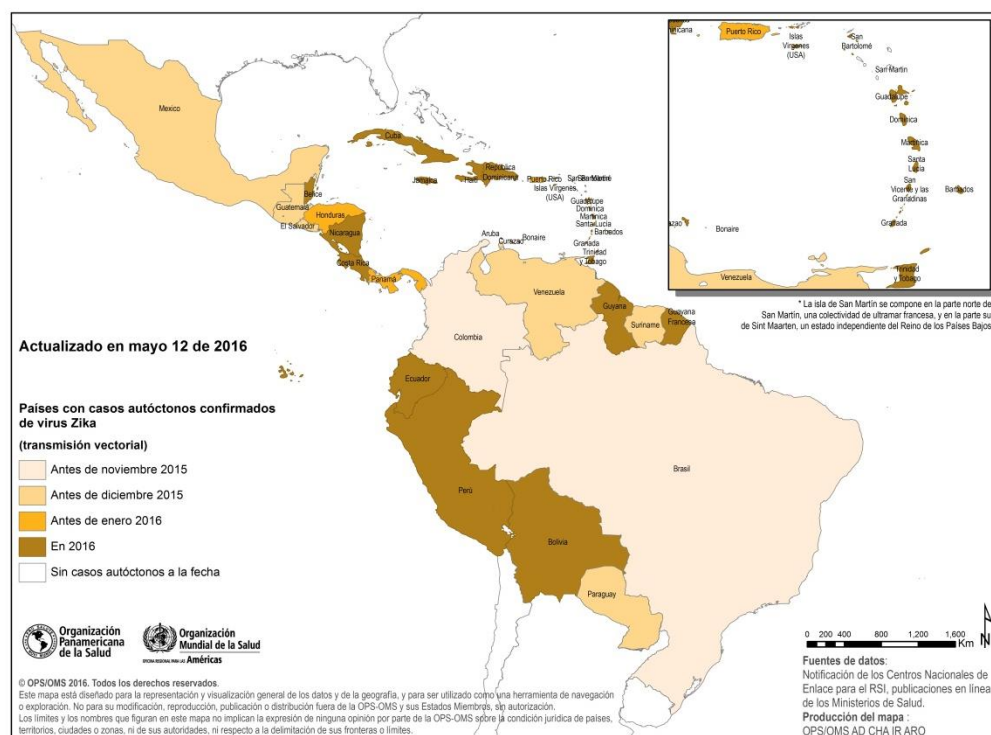 Mexico
Cuba
Jamaica
Haití
República
Dominicana
Puerto Rico
Islas Vírgenes
(USA)
Belice
Guatemala
Honduras
El Salvador
Nicaragua
Costa Rica
Panama
Guadalupe
Dominica
Martinica
Santa Lucia
Barbados
Granada
Trinidad
y Tobago
Aruba
Curazao
Bonaire
Venezuela
Guyana
Suriname
Guayana
Francesa
Colombia
Ecuador
Perú
Brasil
Bolivia
Paraguay
Puerto Rico
Islas
Virgenes
(USA)
San
Bartolomé
San Martin
Guadalupe
Dominica
Martinica
Santa
Lucia
San
Vicente y las
Granadinas
Barbados
Granada
Bonaire
Venezuela
Trinidad
y Tobago
* La isla de San Martín se compone en la parte norte de
San Martín, una colectividad de ultramar francesa, y en la parte su
de Sint Maarten, un estado independiente del Reino de los Países Bajos
Actualizado en mayo 12 de 2016
Países con casos autóctonos confirmados
de virus Zika
(transmisión vectorial)
Antes de noviembre 2015
Antes de diciembre 2015
Antes de enero 2016
En 2016
Sin casos autóctonos a la fecha
Organización
Panamericana
de la Salud
Organización
Mundial de la Salud
OFICINA REGIONAL PARA LAS Américas
0 200 400 800 1,200 1,600
Km
N
Fuentes de datos:
Notificación de los Centros Nacionales de
Enlace para el RSI, publicaciones en línea
de los Ministerios de Salud.
Producción del mapa :
OPS/OMS AD CHA IR ARO
© OPS/OMS 2016. Todos los derechos reservados.
Este mapa está diseñado para la representación y visualización general de los datos y de la geografía, y para ser utilizado como una herramienta de navegación
o exploración. No para su modificación, reproducción, publicación o distribución fuera de la OPS-OMS y sus Estados Miembros, se autorización.
Los límites y los nombres que figuran en este mapa no implican la expresión de ninguna opinión por parte de la OPS-OMS sobre la condición jurídica de países,
territorios, ciudades o zonas, ni de sus autoridades, ni respecto a la delimitación de sus fronteras o límites.